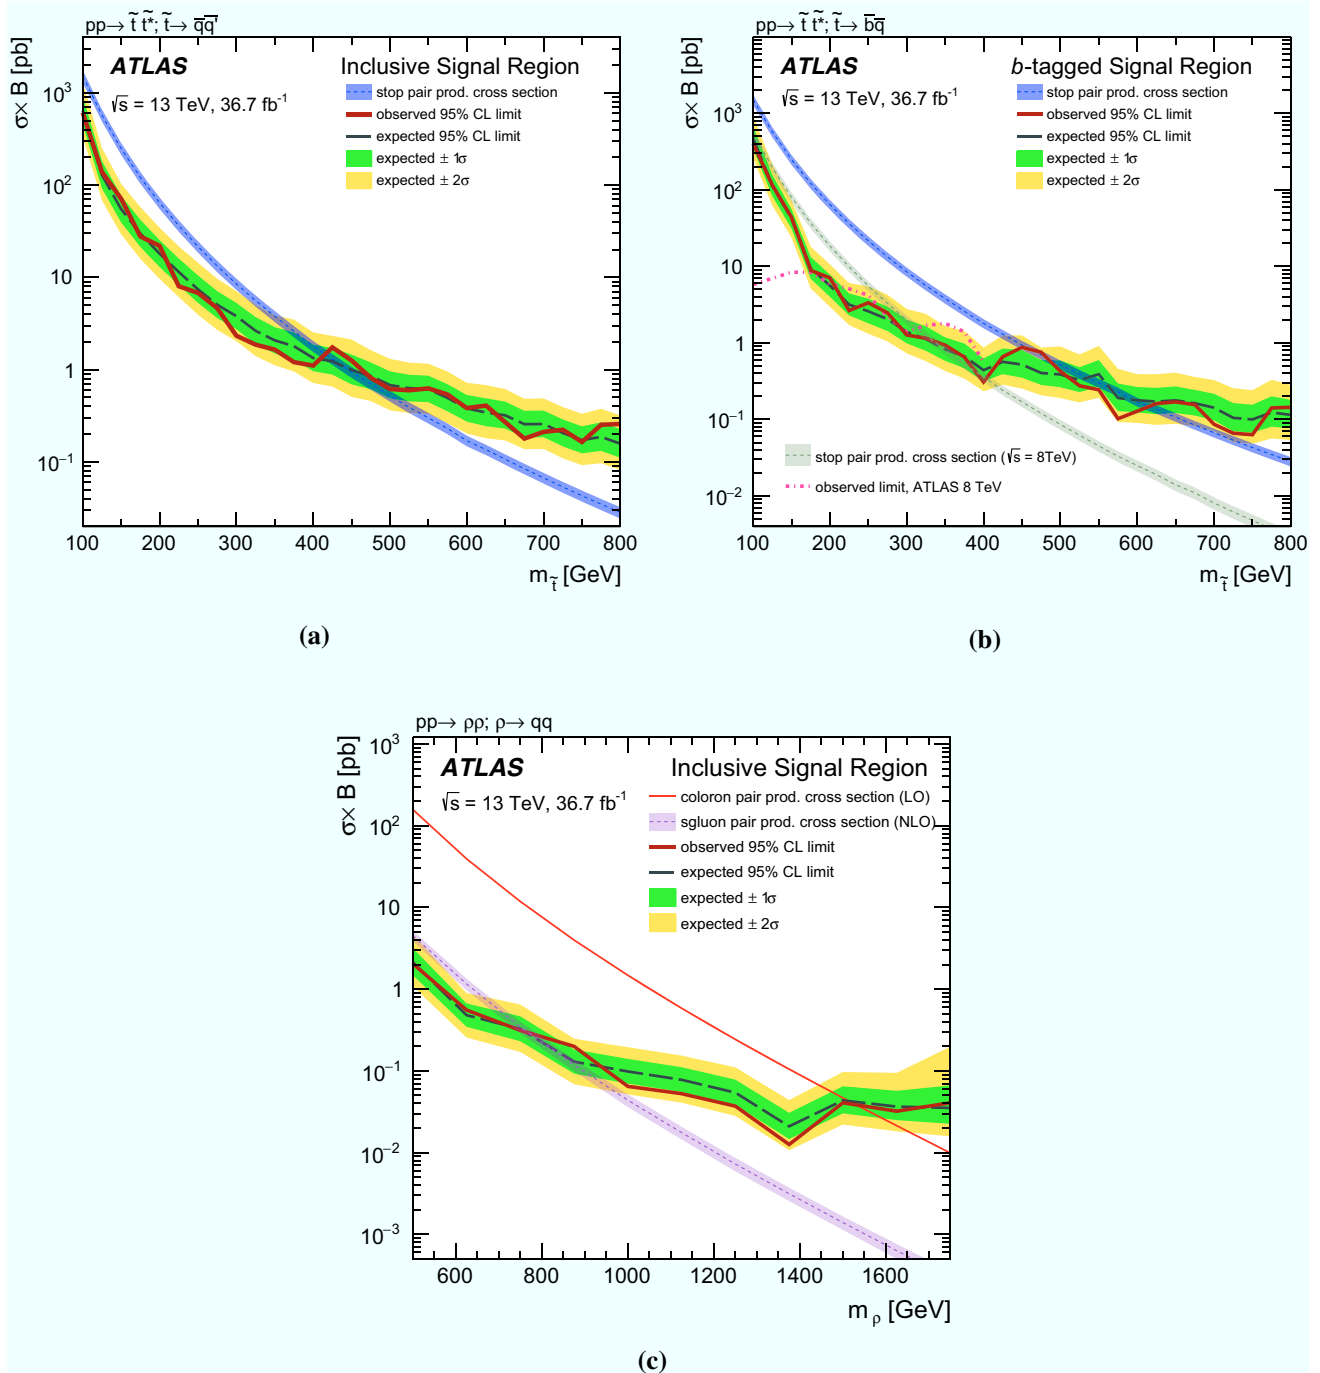 pp→ t̃ t̃*; t̃→ q̄q̄'
σ× B [pb]
ATLAS
√s = 13 TeV, 36.7 fb⁻¹
Inclusive Signal Region
stop pair prod. cross section
observed 95% CL limit
expected 95% CL limit
expected ± 1σ
expected ± 2σ
10³
10²
10
1
10⁻¹
100 200 300 400 500 600 700 800
m_t̃ [GeV]
(a)
pp→ t̃ t̃*; t̃→ b̄q̄
σ× B [pb]
ATLAS
√s = 13 TeV, 36.7 fb⁻¹
b-tagged Signal Region
stop pair prod. cross section
observed 95% CL limit
expected 95% CL limit
expected ± 1σ
expected ± 2σ
stop pair prod. cross section (√s = 8TeV)
observed limit, ATLAS 8 TeV
10⁵
10⁴
10³
10²
10
1
10⁻¹
10⁻²
100 200 300 400 500 600 700 800
m_t̃ [GeV]
(b)
pp→ ρρ; ρ→ qq
σ× B [pb]
ATLAS
√s = 13 TeV, 36.7 fb⁻¹
Inclusive Signal Region
coloron pair prod. cross section (LO)
sgluon pair prod. cross section (NLO)
observed 95% CL limit
expected 95% CL limit
expected ± 1σ
expected ± 2σ
10³
10²
10
1
10⁻¹
10⁻²
10⁻³
600 800 1000 1200 1400 1600
m_ρ [GeV]
(c)